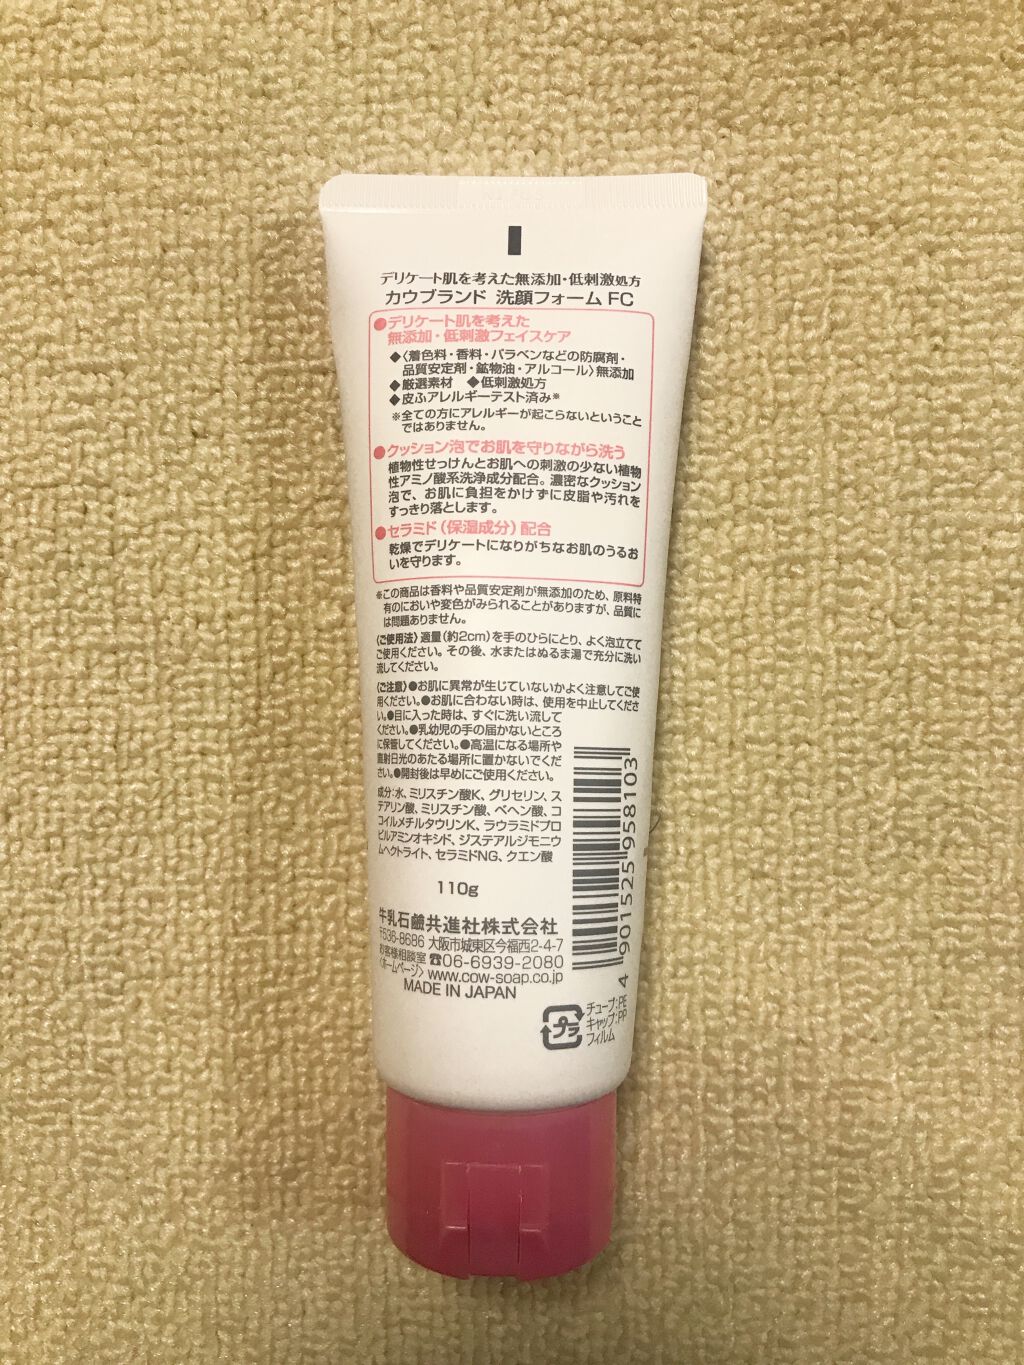 デリケート肌を考えた無添加・低刺激処方
カウブランド 洗顔フォーム FC
●デリケート肌を考えた
無添加・低刺激フェイスケア
◆〈着色料・香料・パラベンなどの防腐剤・
品質安定剤・鉱物油・アルコール〉無添加
◆厳選素材 ◆低刺激処方
◆皮ふアレルギーテスト済み※
※全ての方にアレルギーが起こらないということ
ではありません。
●クッション泡でお肌を守りながら洗う
植物性せっけんとお肌への刺激の少ない植物
性アミノ酸系洗浄成分配合。濃密なクッション
泡で、お肌に負担をかけずに皮脂や汚れを
すっきり落とします。
●セラミド(保湿成分)配合
乾燥でデリケートになりがちなお肌のうるお
いを守ります。
※この商品は香料や品質安定剤が無添加のため、原料特
有のにおいや変色がみられることがありますが、品質に
は問題ありません。
〈ご使用法〉適量(約2cm)を手のひらにとり、よく泡立てて
ご使用ください。その後、水またはぬるま湯で充分に洗い
流してください。
〈ご注意〉●お肌に異常が生じていないかよく注意してご使
用ください。●お肌に合わない時は、使用を中止してくださ
い。●目に入った時は、すぐに洗い流して
ください。●乳幼児の手の届かないところ
に保管してください。●高温になる場所や
直射日光のあたる場所に置かないでくだ
さい。●開封後は早めにご使用ください。
成分:水、ミリスチン酸K、グリセリン、ス
テアリン酸、ミリスチン酸、ベヘン酸、コ
コイルメチルタウリンK、ラウラミドプロ
ピルアミンオキシド、ジステアルジモニウ
ムヘクトライト、セラミドNG、クエン酸
110g
牛乳石鹼共進社株式会社
〒536-8686 大阪市城東区今福西2-4-7
お客様相談室 ☎06-6939-2080
〈ホームページ〉www.cow-soap.co.jp
MADE IN JAPAN
4 901525 958103
プラ
チューブ:PE
キャップ:PP
フィルム